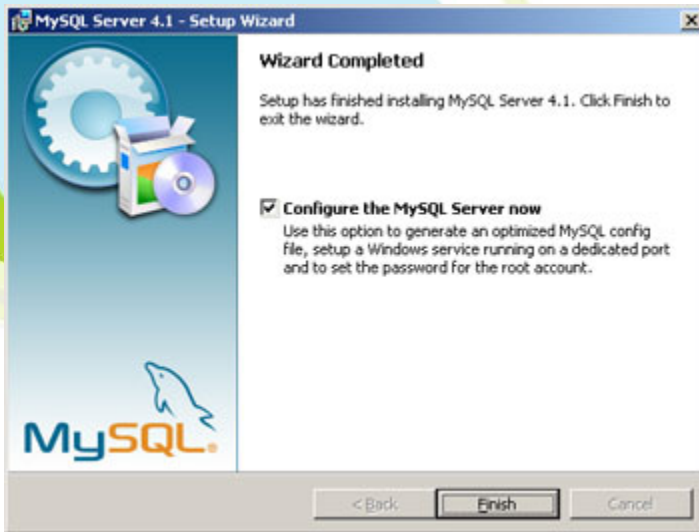 MySQL Server 4.1 - Setup Wizard
Wizard Completed
Setup has finished installing MySQL Server 4.1. Click Finish to
exit the wizard.
Configure the MySQL Server now
Use this option to generate an optimized MySQL config
file, setup a Windows service running on a dedicated port
and to set the password for the root account.
MySQL.
< Back Finish Cancel